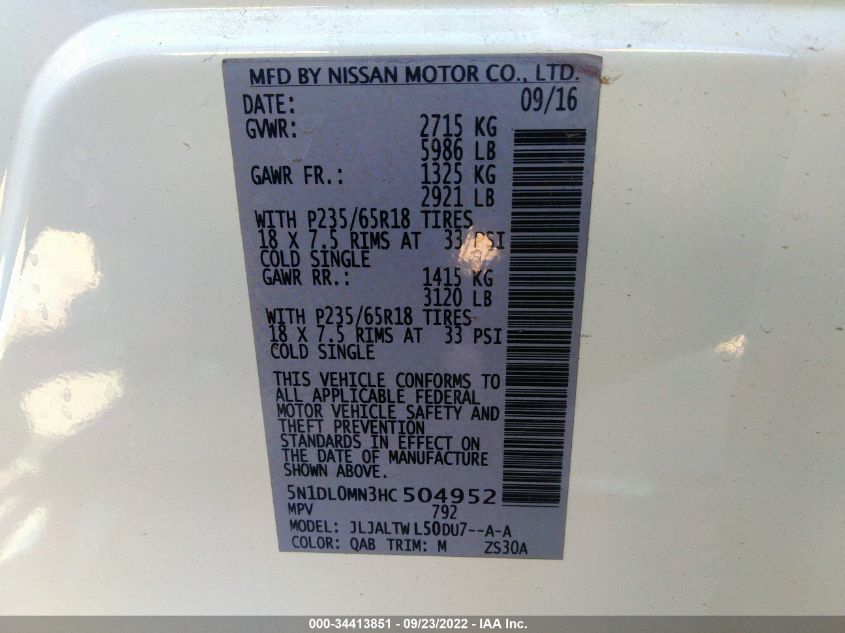 MFD BY NISSAN MOTOR CO., LTD.
DATE: 09/16
GVWR: 2715 KG
5986 LB
GAWR FR.: 1325 KG
2921 LB
WITH P235/65R18 TIRES
18 X 7.5 RIMS AT 33 PSI
COLD SINGLE
GAWR RR.: 1415 KG
3120 LB
WITH P235/65R18 TIRES
18 X 7.5 RIMS AT 33 PSI
COLD SINGLE
THIS VEHICLE CONFORMS TO
ALL APPLICABLE FEDERAL
MOTOR VEHICLE SAFETY AND
THEFT PREVENTION
STANDARDS IN EFFECT ON
THE DATE OF MANUFACTURE
SHOWN ABOVE.
5N1DL0MN3HC504952
MPV 792
MODEL: JLJALTWL50DU7--A-A
COLOR: QAB TRIM: M ZS30A
000-34413851 - 09/23/2022 - IAA Inc.